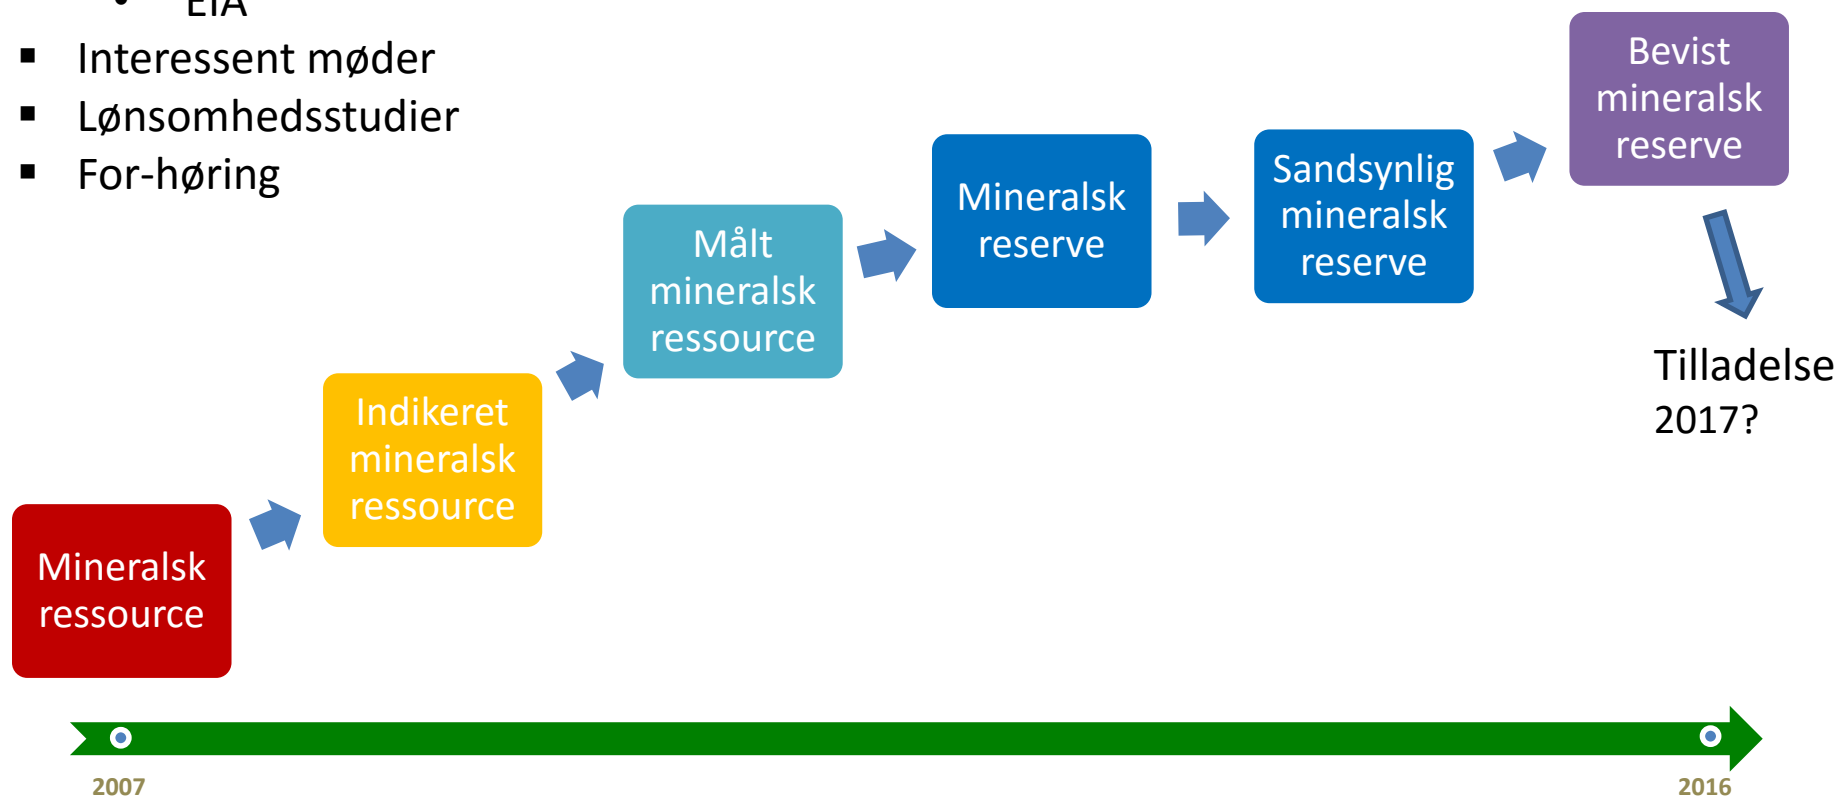 • EIA
▪ Interessent møder
▪ Lønsomhedsstudier
▪ For-høring
Mineralsk
ressource
Indikeret
mineralsk
ressource
Målt
mineralsk
ressource
Mineralsk
reserve
Sandsynlig
mineralsk
reserve
Bevist
mineralsk
reserve
Tilladelse
2017?
2007
2016